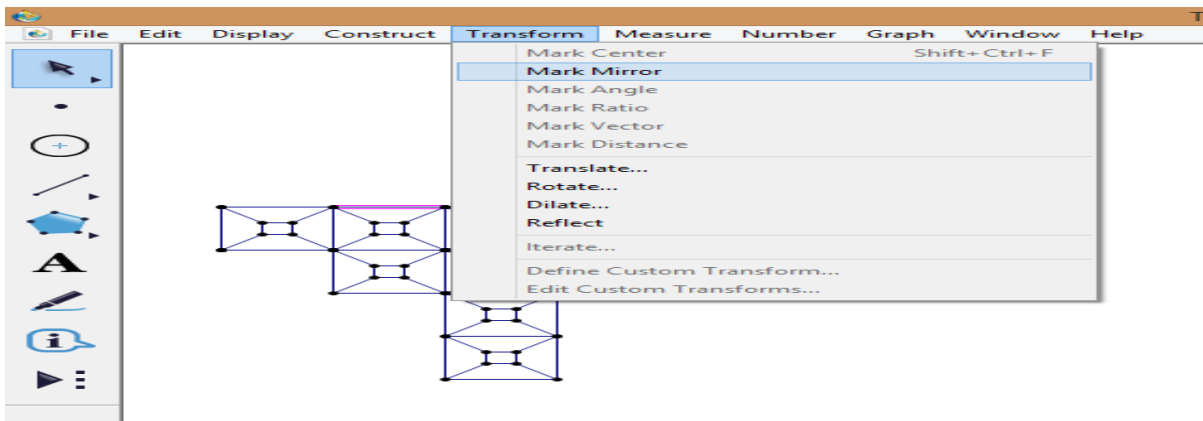 T
File Edit Display Construct Transform Measure Number Graph Window Help
Mark Center Shift+Ctrl+F
Mark Mirror
Mark Angle
Mark Ratio
Mark Vector
Mark Distance
Translate...
Rotate...
Dilate...
Reflect
Iterate...
Define Custom Transform...
Edit Custom Transforms...
A
i